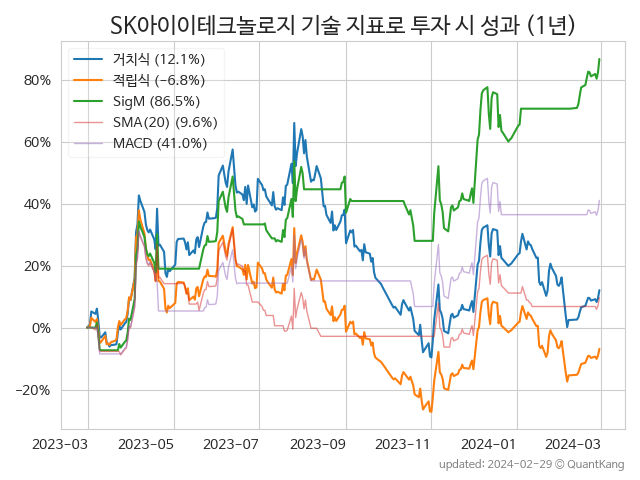 SK아이이테크놀로지 기술 지표로 투자 시 성과 (1년)
거치식 (12.1%)
적립식 (−6.8%)
SigM (86.5%)
SMA(20) (9.6%)
MACD (41.0%)
80%
60%
40%
20%
0%
−20%
2023−03
2023−05
2023−07
2023−09
2023−11
2024−01
2024−03
updated: 2024−02−29 © QuantKang